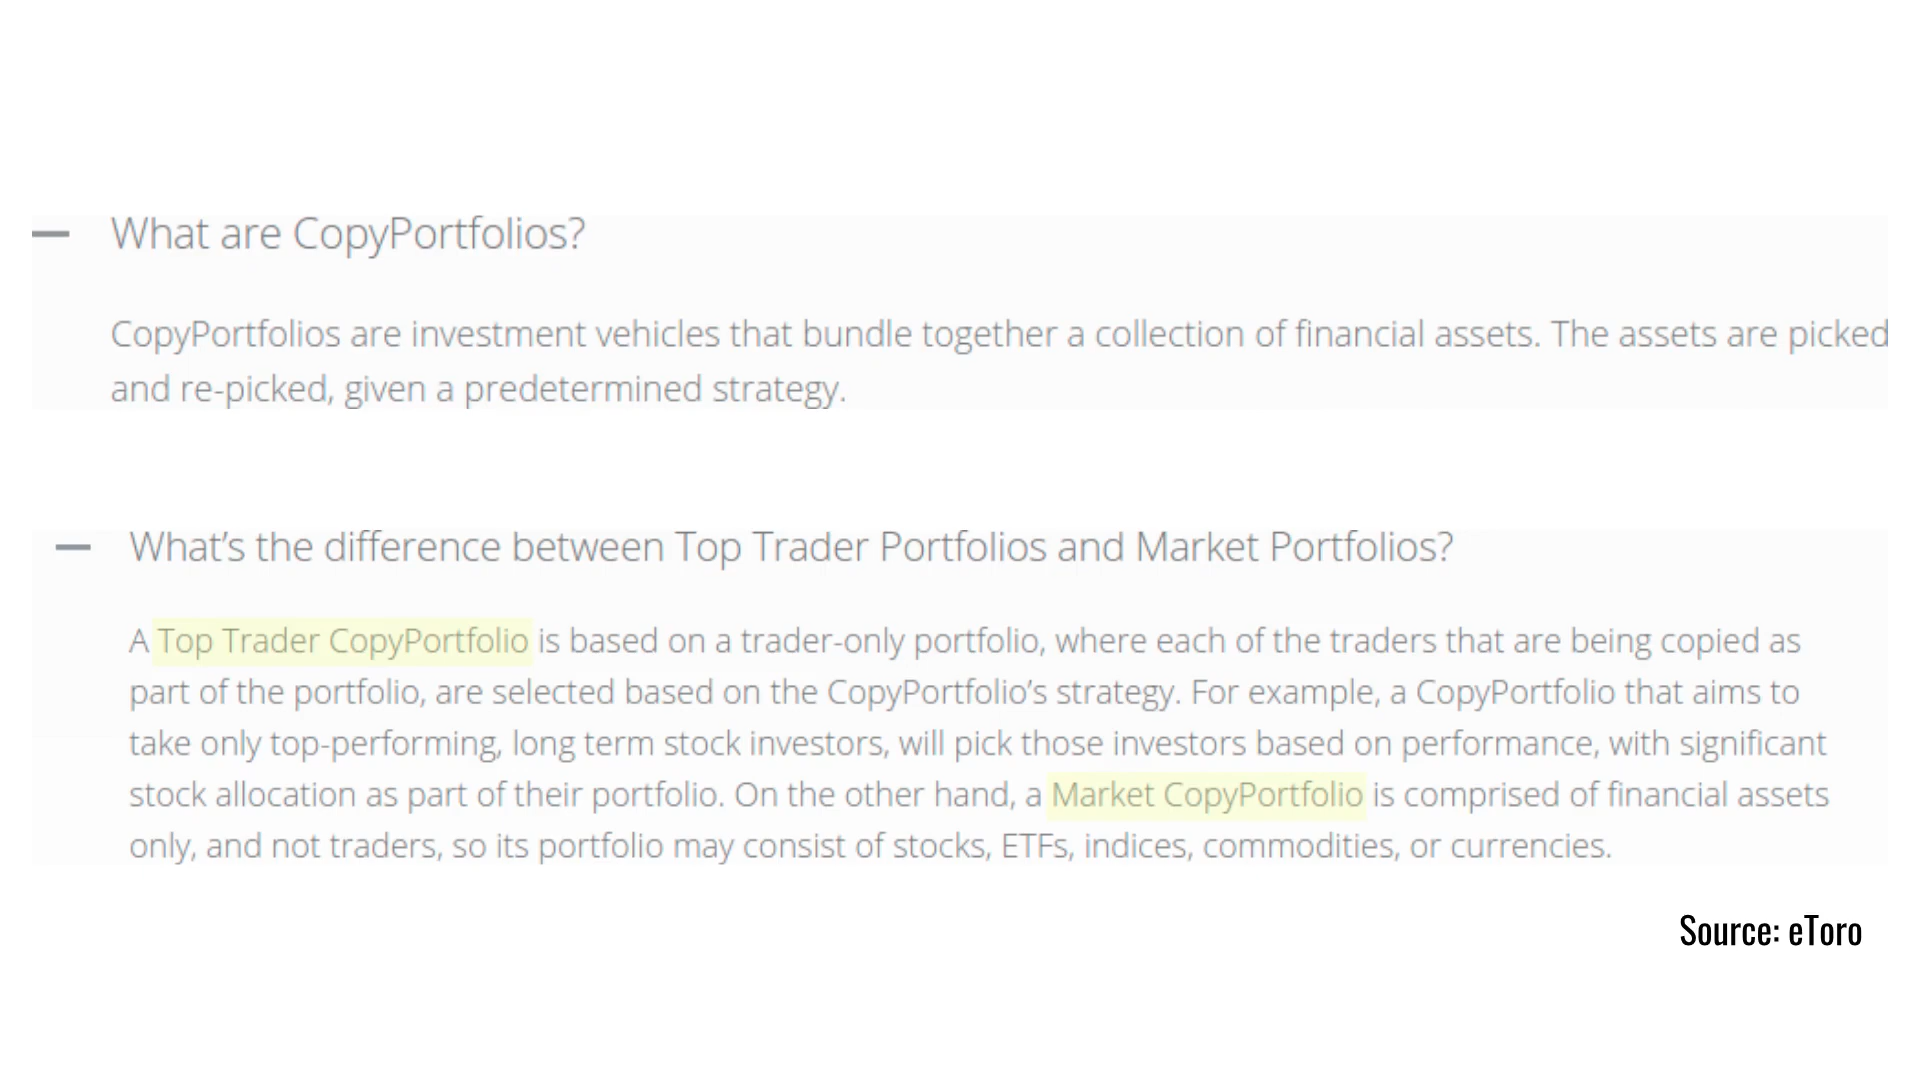 What are CopyPortfolios?
CopyPortfolios are investment vehicles that bundle together a collection of financial assets. The assets are picked
and re-picked, given a predetermined strategy.
What’s the difference between Top Trader Portfolios and Market Portfolios?
A Top Trader CopyPortfolio is based on a trader-only portfolio, where each of the traders that are being copied as
part of the portfolio, are selected based on the CopyPortfolio’s strategy. For example, a CopyPortfolio that aims to
take only top-performing, long term stock investors, will pick those investors based on performance, with significant
stock allocation as part of their portfolio. On the other hand, a Market CopyPortfolio is comprised of financial assets
only, and not traders, so its portfolio may consist of stocks, ETFs, indices, commodities, or currencies.
Source: eToro